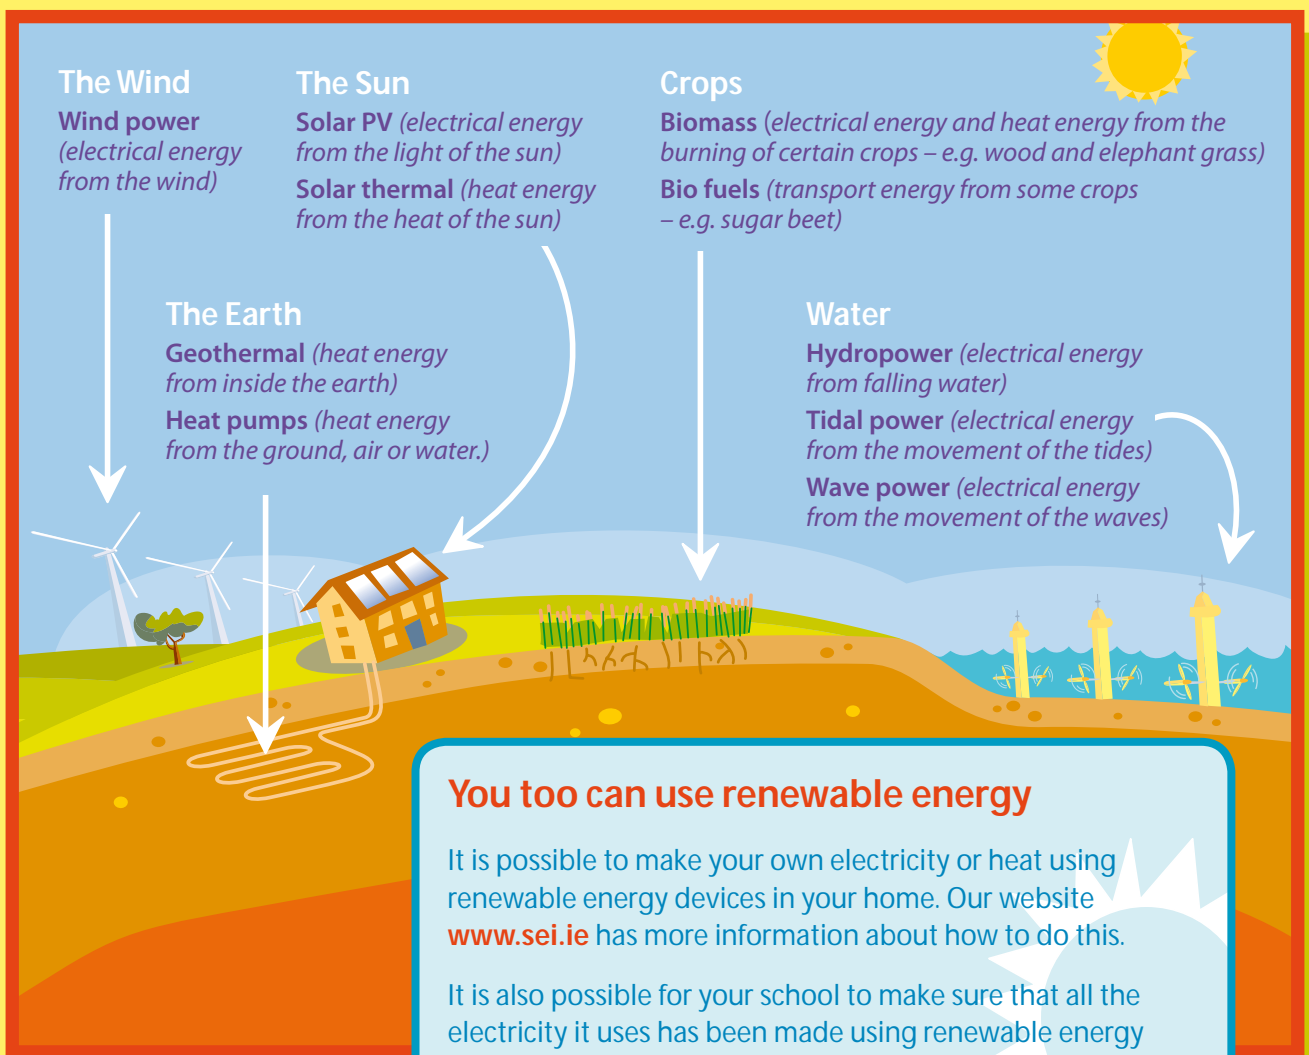 The Wind
Wind power
(electrical energy
from the wind)
The Sun
Solar PV (electrical energy
from the light of the sun)
Solar thermal (heat energy
from the heat of the sun)
Crops
Biomass (electrical energy and heat energy from the
burning of certain crops – e.g. wood and elephant grass)
Bio fuels (transport energy from some crops
– e.g. sugar beet)
The Earth
Geothermal (heat energy
from inside the earth)
Heat pumps (heat energy
from the ground, air or water.)
Water
Hydropower (electrical energy
from falling water)
Tidal power (electrical energy
from the movement of the tides)
Wave power (electrical energy
from the movement of the waves)
You too can use renewable energy
It is possible to make your own electricity or heat using
renewable energy devices in your home. Our website
www.sei.ie has more information about how to do this.
It is also possible for your school to make sure that all the
electricity it uses has been made using renewable energy